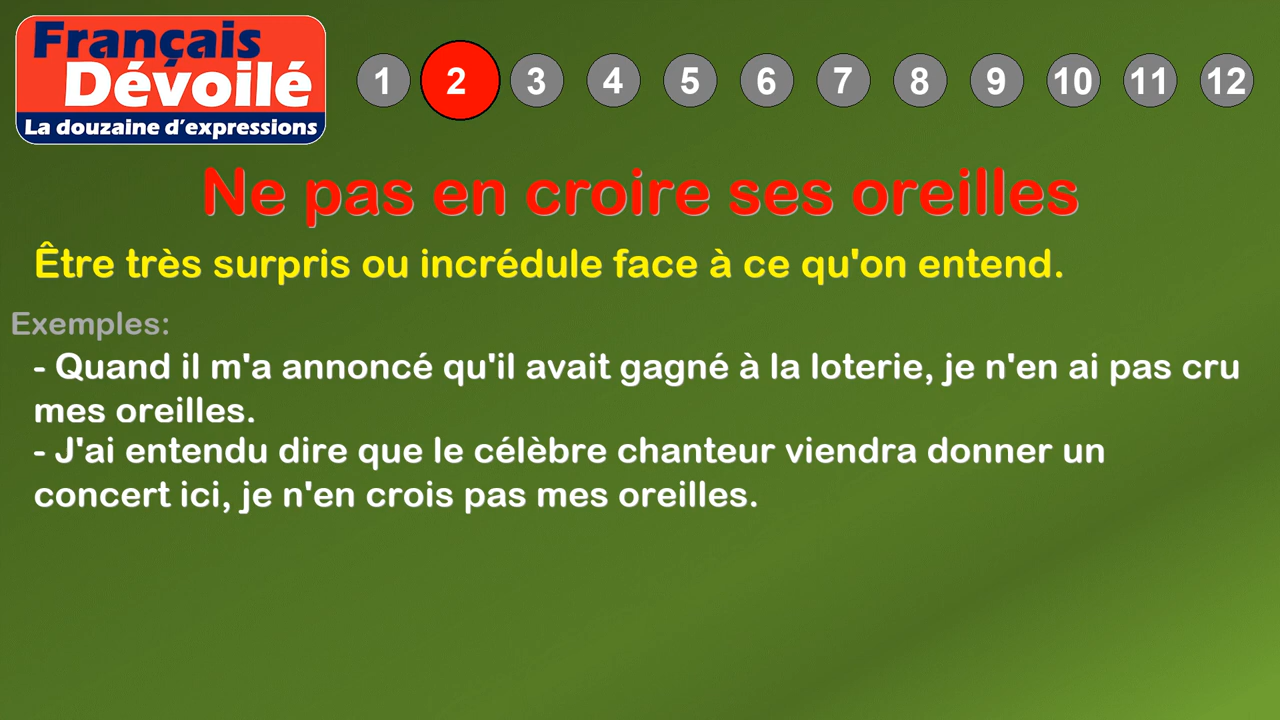 Français
Dévoilé
La douzaine d'expressions
1 2 3 4 5 6 7 8 9 10 11 12
Ne pas en croire ses oreilles
Être très surpris ou incrédule face à ce qu'on entend.
Exemples:
- Quand il m'a annoncé qu'il avait gagné à la loterie, je n'en ai pas cru
mes oreilles.
- J'ai entendu dire que le célèbre chanteur viendra donner un
concert ici, je n'en crois pas mes oreilles.